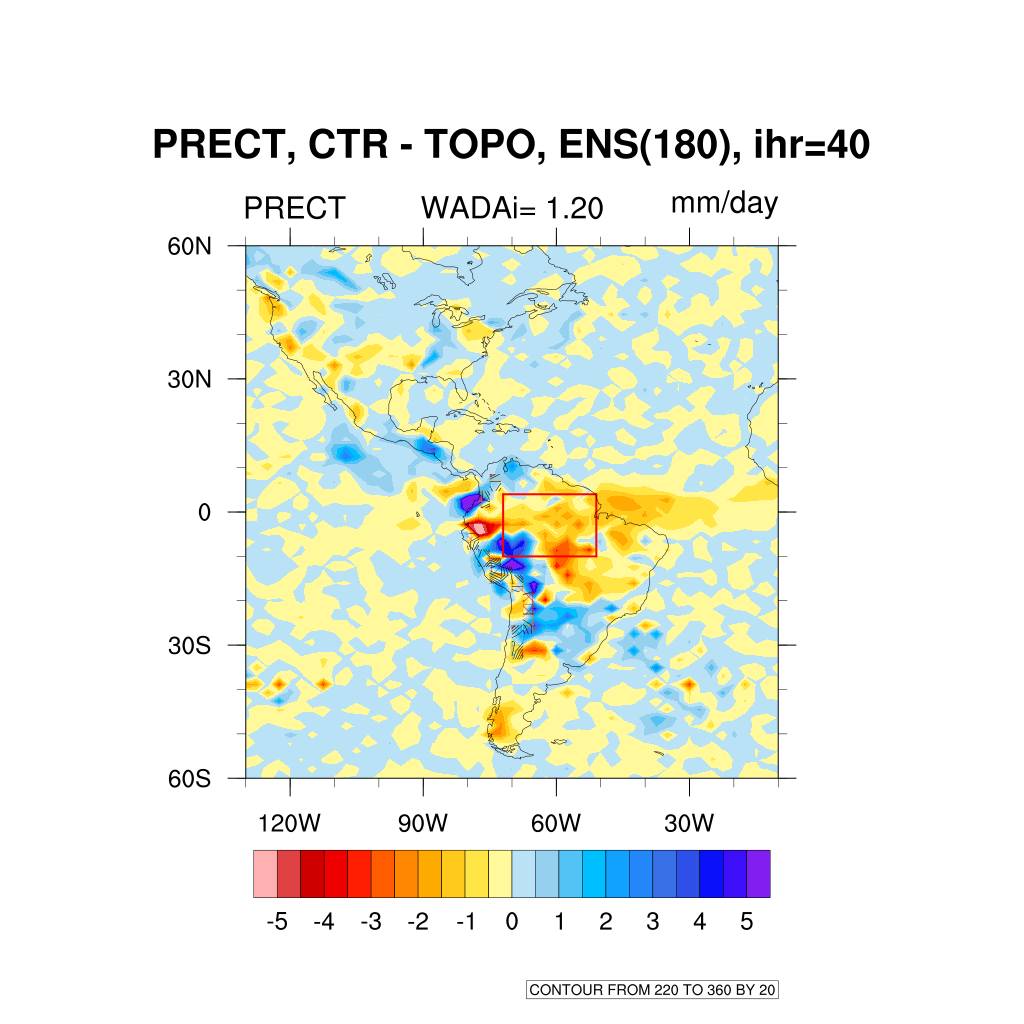 PRECT, CTR - TOPO, ENS(180), ihr=40
PRECT WADAi= 1.20 mm/day
60N
30N
0
30S
60S
120W 90W 60W 30W
-5 -4 -3 -2 -1 0 1 2 3 4 5
CONTOUR FROM 220 TO 360 BY 20